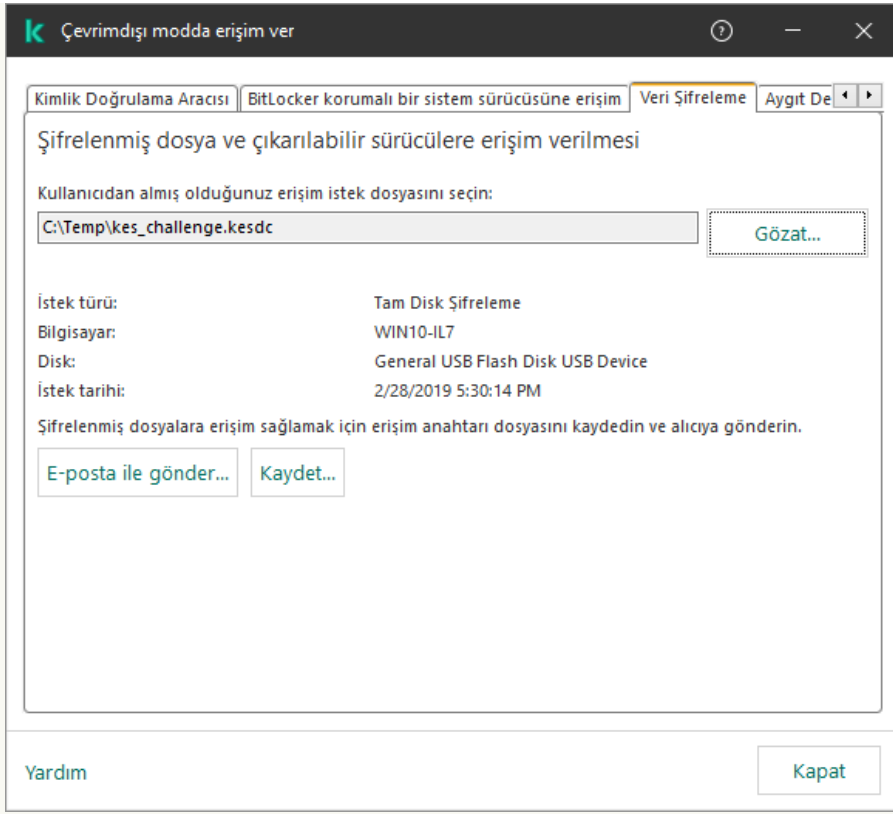 Çevrimdışı modda erişim ver
Kimlik Doğrulama Aracısı BitLocker korumalı bir sistem sürücüsüne erişim Veri Şifreleme Aygıt De
Şifrelenmiş dosya ve çıkarılabilir sürücülere erişim verilmesi
Kullanıcıdan almış olduğunuz erişim istek dosyasını seçin:
C:\Temp\kes_challenge.kesdc Gözat...
İstek türü: Tam Disk Şifreleme
Bilgisayar: WIN10-IL7
Disk: General USB Flash Disk USB Device
İstek tarihi: 2/28/2019 5:30:14 PM
Şifrelenmiş dosyalara erişim sağlamak için erişim anahtarı dosyasını kaydedin ve alıcıya gönderin.
E-posta ile gönder... Kaydet...
Yardım Kapat